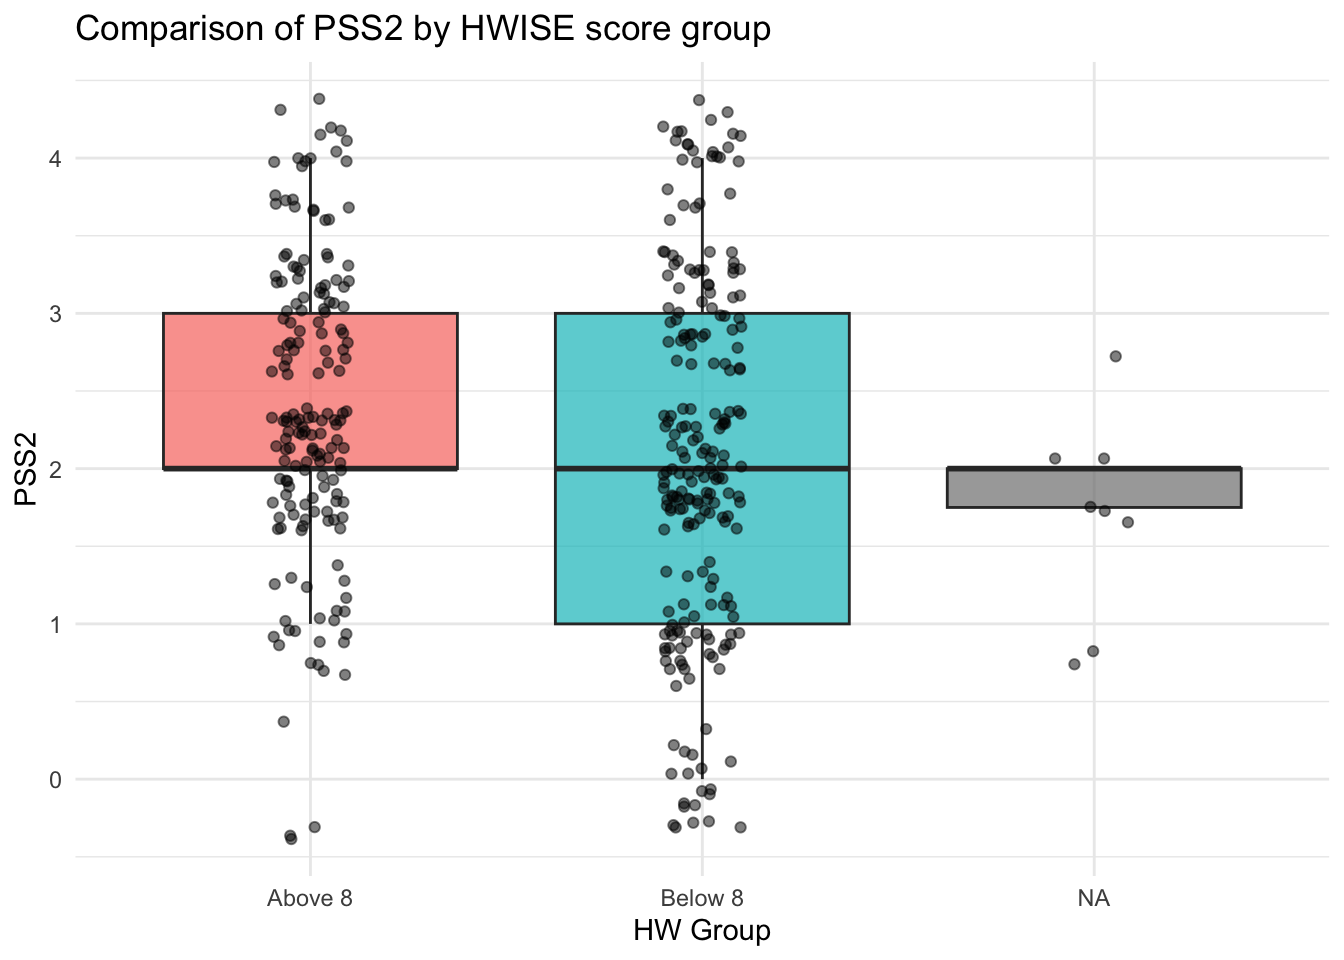 Comparison of PSS2 by HWISE score group
4
3
2
1
0
PSS2
Above 8
Below 8
NA
HW Group